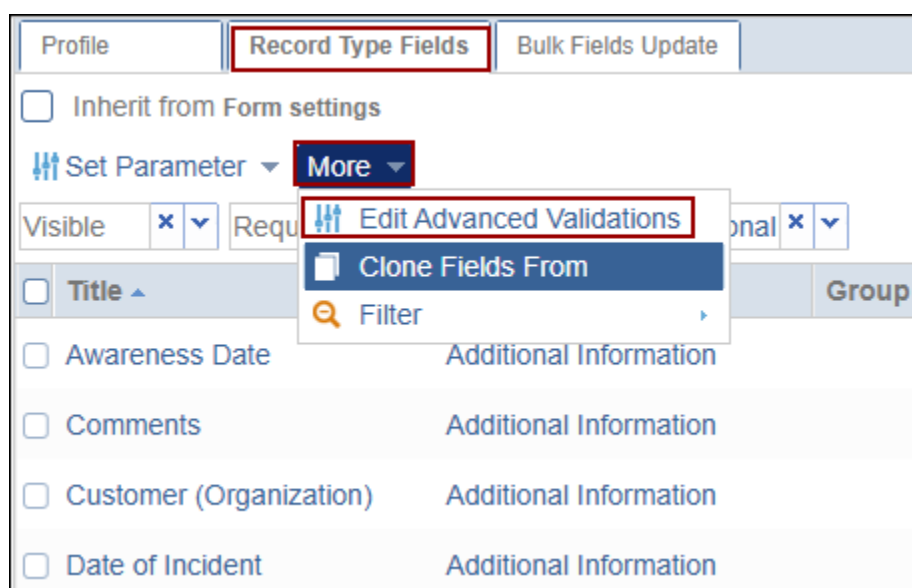 Profile Record Type Fields Bulk Fields Update
Inherit from Form settings
Set Parameter More
Visible Requ onal
Edit Advanced Validations
Clone Fields From
Filter
Title Group
Awareness Date Additional Information
Comments Additional Information
Customer (Organization) Additional Information
Date of Incident Additional Information